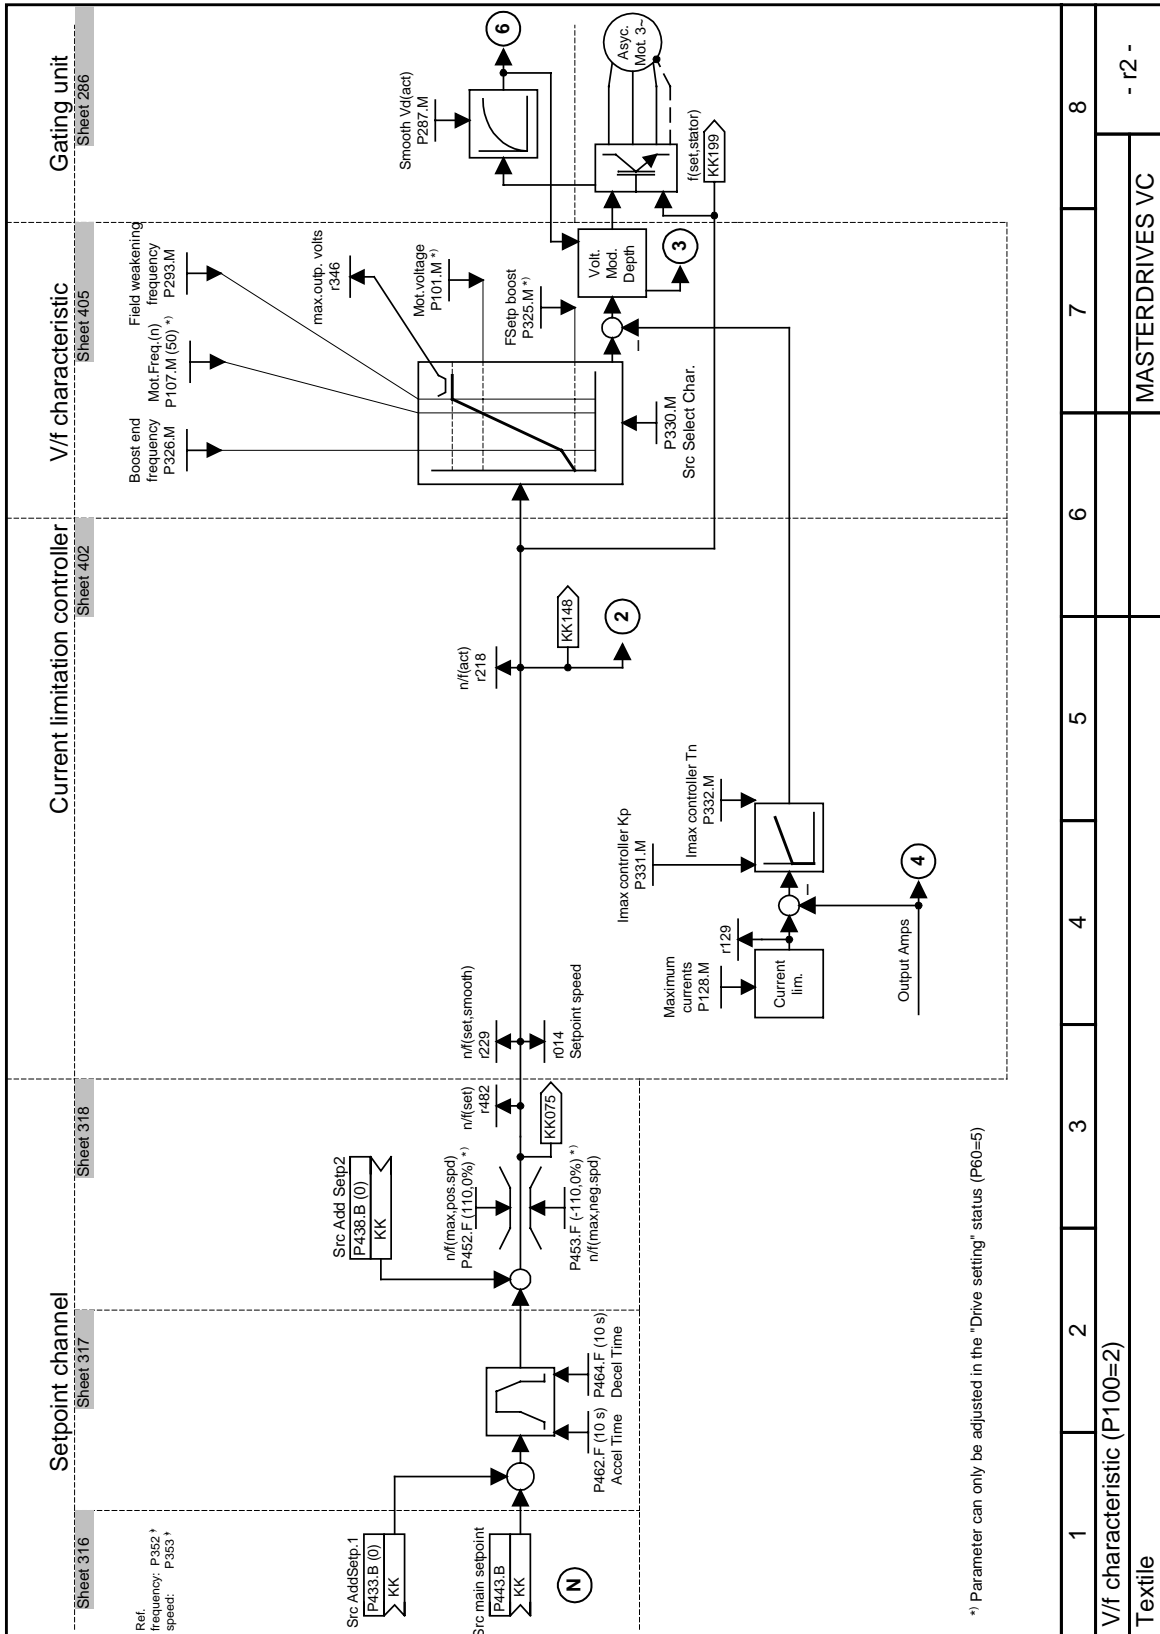 Setpoint channel
Current limitation controller
V/f characteristic
Gating unit
Sheet 316
Sheet 317
Sheet 318
Sheet 402
Sheet 405
Sheet 286
Ref.
frequency: P352 *)
speed: P353 *)
Src AddSetp.1
P433.B (0)
KK
Src main setpoint
P443.B
KK
N
P462.F (10 s)
Accel Time
P464.F (10 s)
Decel Time
Src Add Setp2
P438.B (0)
KK
n/f(max,pos.spd)
P452.F (110,0%) *)
P453.F (-110,0%) *)
n/f(max,neg.spd)
KK075
n/f(set)
r482
n/f(set,smooth)
r229
r014
Setpoint speed
Maximum
currents
P128.M
r129
Current
lim.
Output Amps
4
Imax controller Kp
P331.M
Imax controller Tn
P332.M
n/f(act)
r218
KK148
2
Boost end
frequency
P326.M
Mot.Freq.(n)
P107.M (50) *)
Field weakening
frequency
P293.M
max.outp. volts
r346
Mot.voltage
P101.M *)
FSetp boost
P325.M *)
P330.M
Src Select Char.
Volt.
Mod.
Depth
3
Smooth Vd(act)
P287.M
6
Asyc.
Mot. 3~
f(set,stator)
KK199
*) Parameter can only be adjusted in the "Drive setting" status (P60=5)
1
2
3
4
5
6
7
8
V/f characteristic (P100=2)
Textile
MASTERDRIVES VC
- r2 -